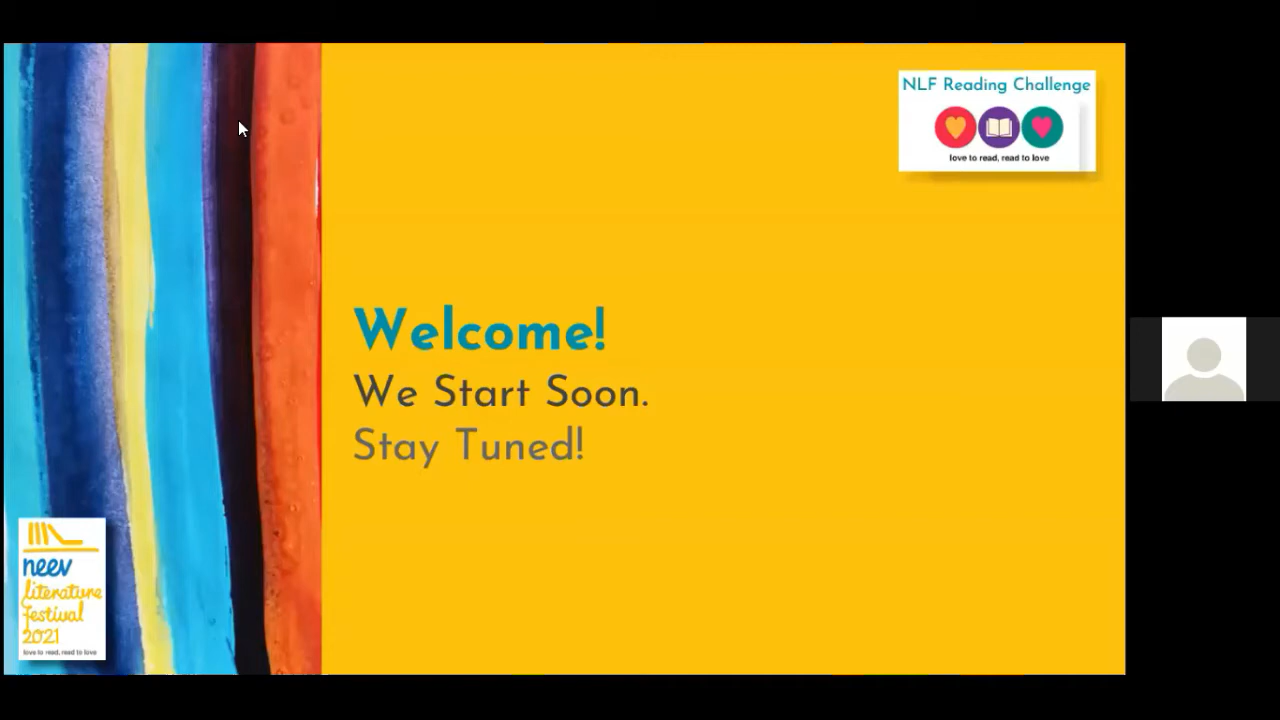 NLF Reading Challenge
love to read, read to love
Welcome!
We Start Soon.
Stay Tuned!
neev
literature
festival
2021
love to read, read to love